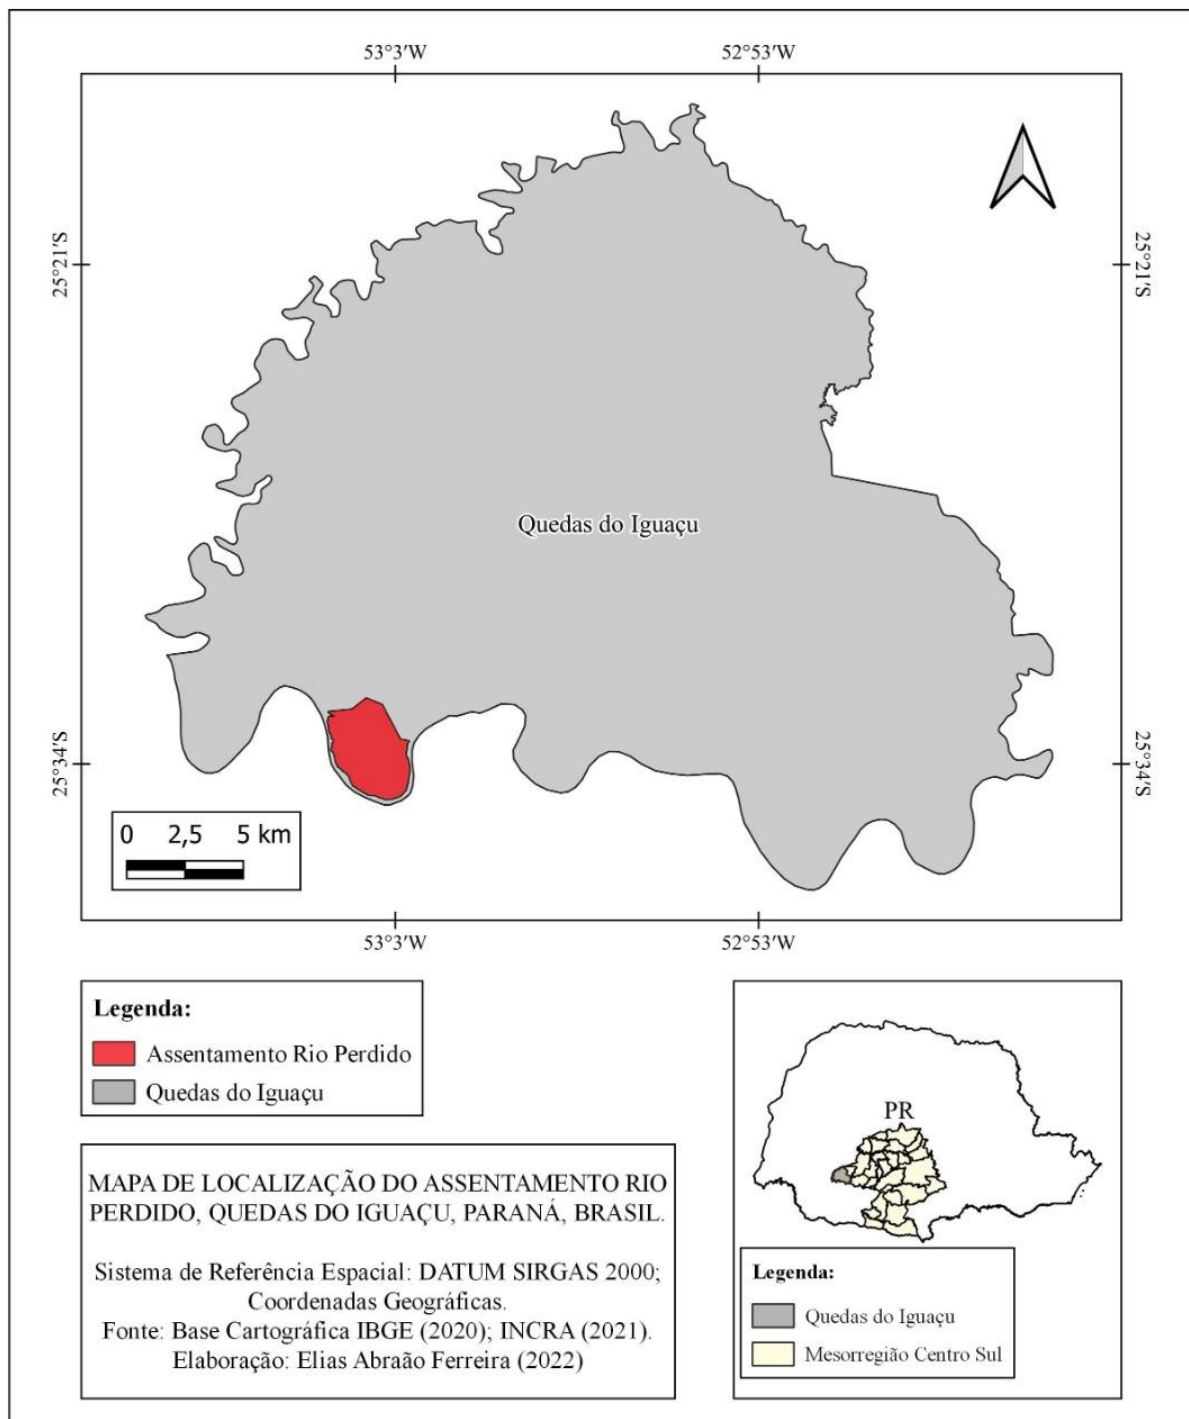 53°3'W
52°53'W
25°21'S
25°21'S
Quedas do Iguaçu
25°34'S
25°34'S
0 2,5 5 km
53°3'W
52°53'W
Legenda:
Assentamento Rio Perdido
Quedas do Iguaçu
MAPA DE LOCALIZAÇÃO DO ASSENTAMENTO RIO
PERDIDO, QUEDAS DO IGUAÇU, PARANÁ, BRASIL.
Sistema de Referência Espacial: DATUM SIRGAS 2000;
Coordenadas Geográficas.
Fonte: Base Cartográfica IBGE (2020); INCRA (2021).
Elaboração: Elias Abraão Ferreira (2022)
PR
Legenda:
Quedas do Iguaçu
Mesorregião Centro Sul